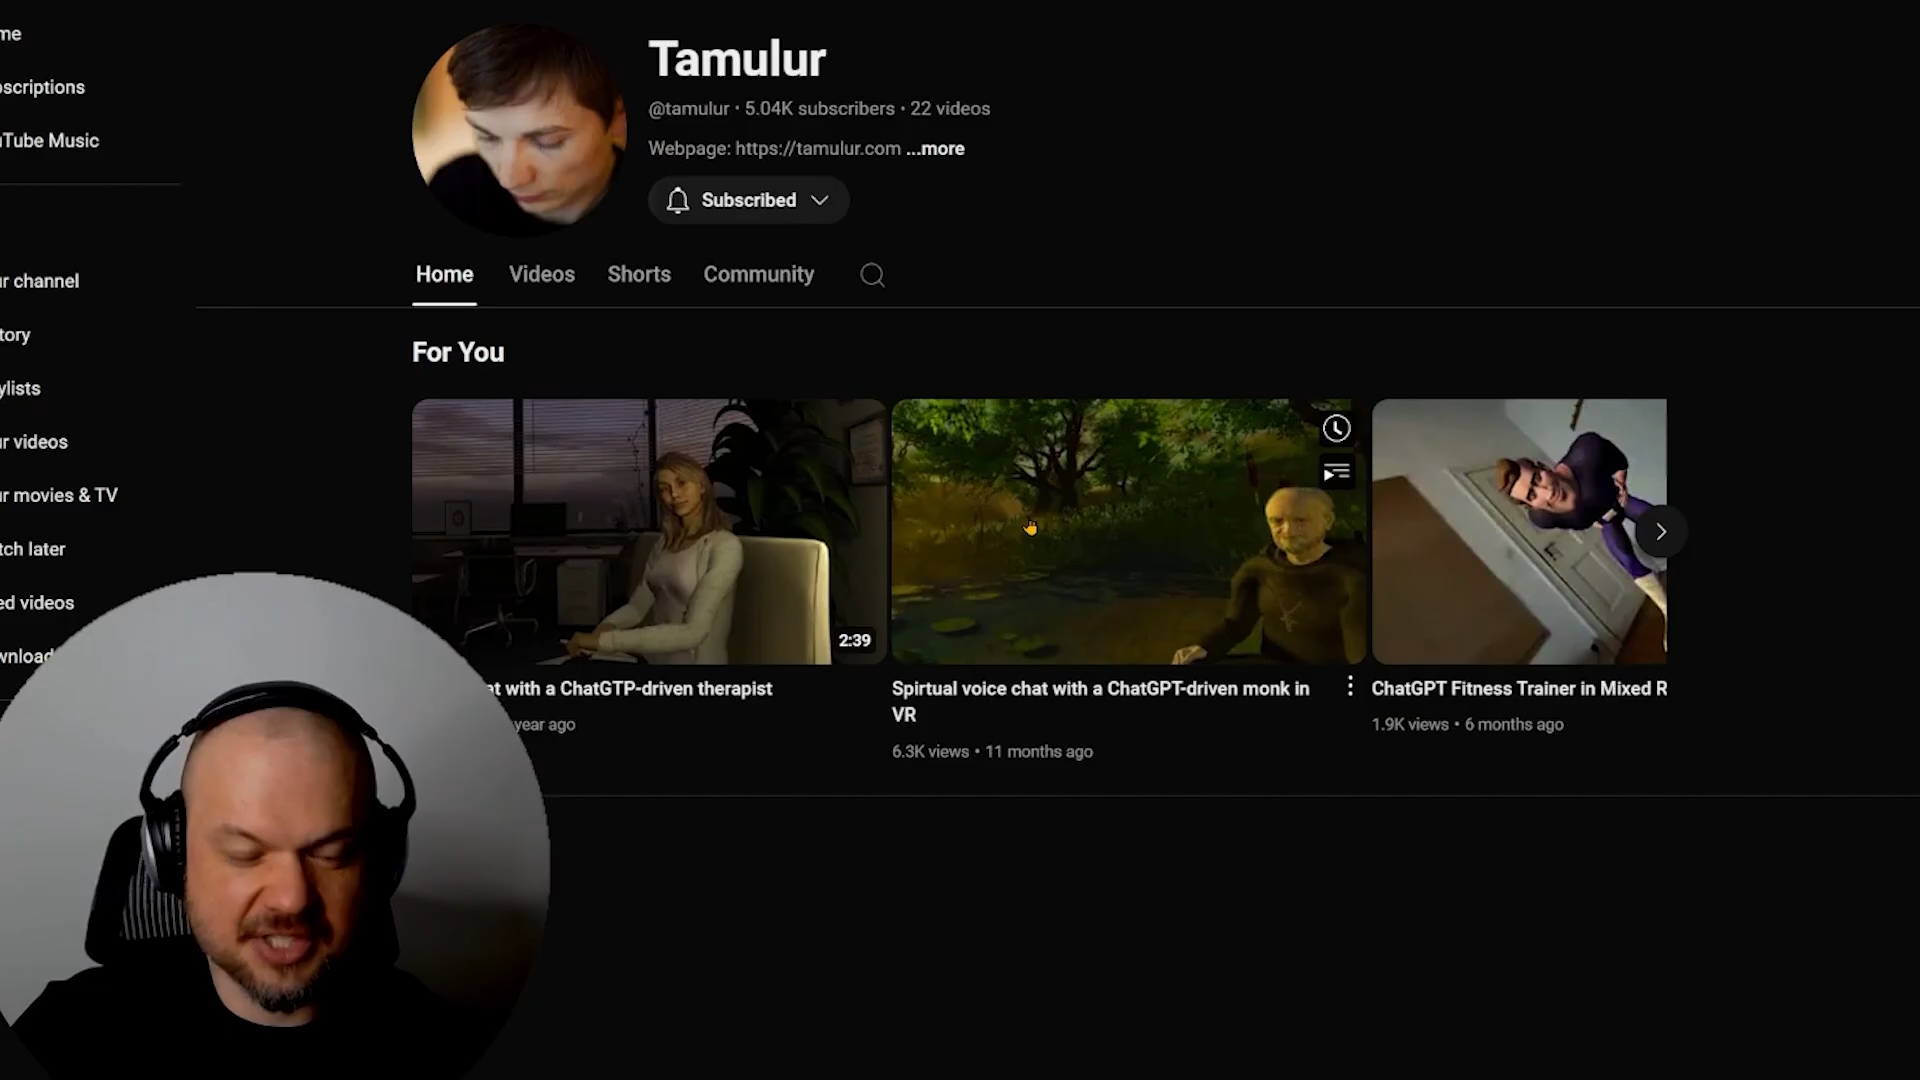 me
Tamulur
@tamulur · 5.04K subscribers · 22 videos
Webpage: https://tamulur.com ...more
Subscribed
scriptions
Tube Music
Home
Videos
Shorts
Community
r channel
tory
ylists
r videos
r movies & TV
tch later
ed videos
wnload
For You
2:39
at with a ChatGTP-driven therapist
year ago
Spirtual voice chat with a ChatGPT-driven monk in
VR
6.3K views • 11 months ago
ChatGPT Fitness Trainer in Mixed R
1.9K views • 6 months ago